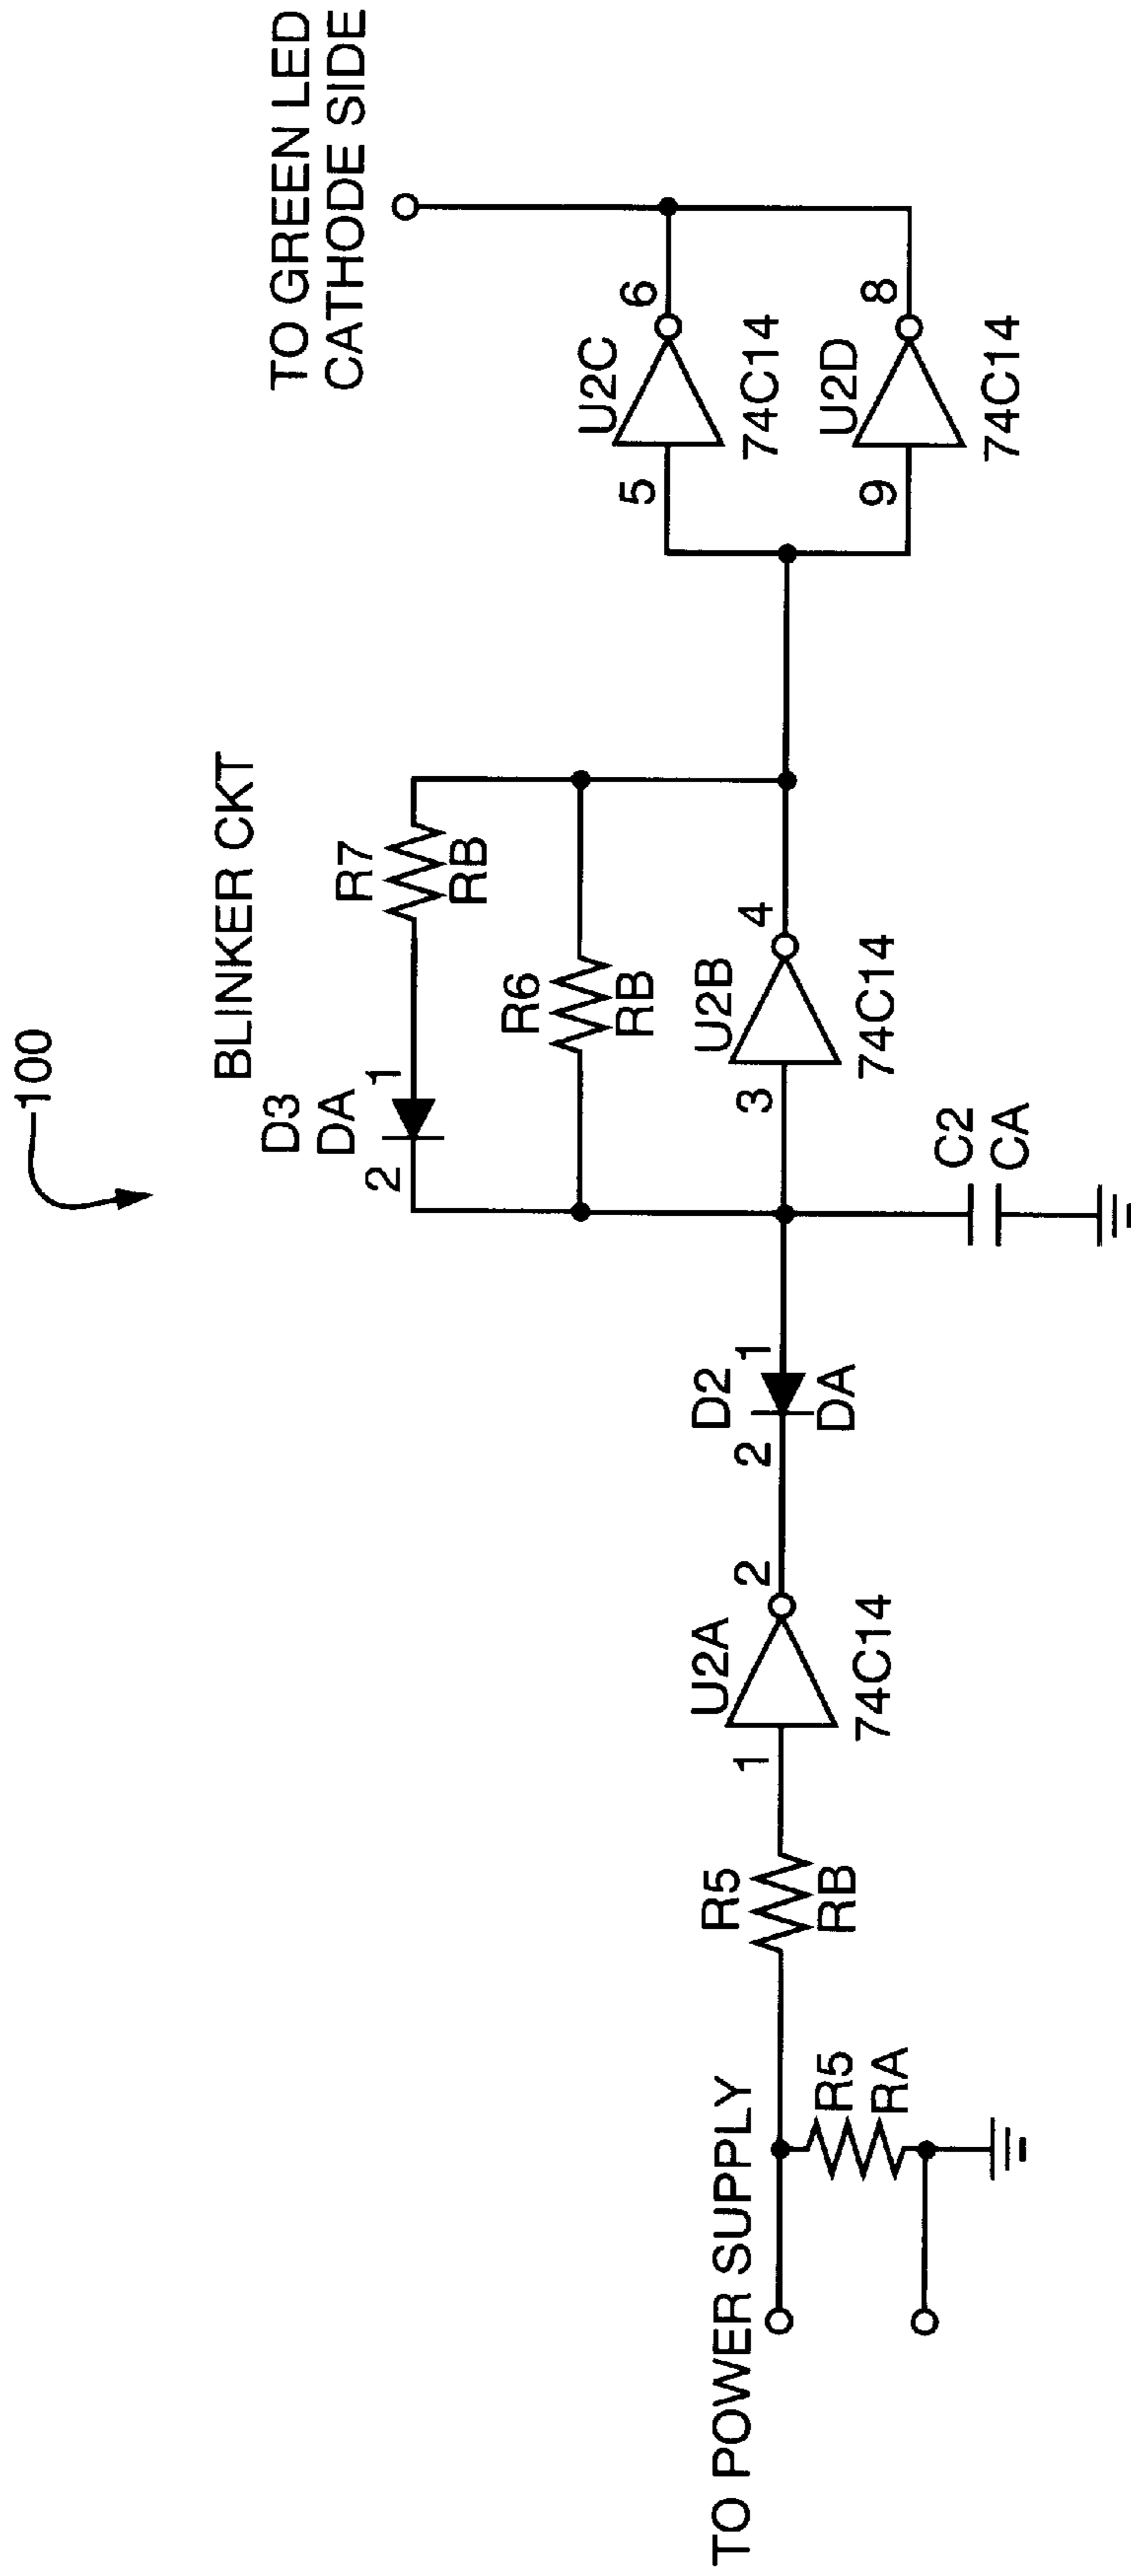 100
BLINKER CKT
TO GREEN LED
CATHODE SIDE
D3
DA
2
1
R7
RB
R6
RB
TO POWER SUPPLY
R5
RA
R5
RB
1
U2A
2
74C14
D2
DA
2
1
C2
CA
3
U2B
4
74C14
5
U2C
6
74C14
9
U2D
8
74C14